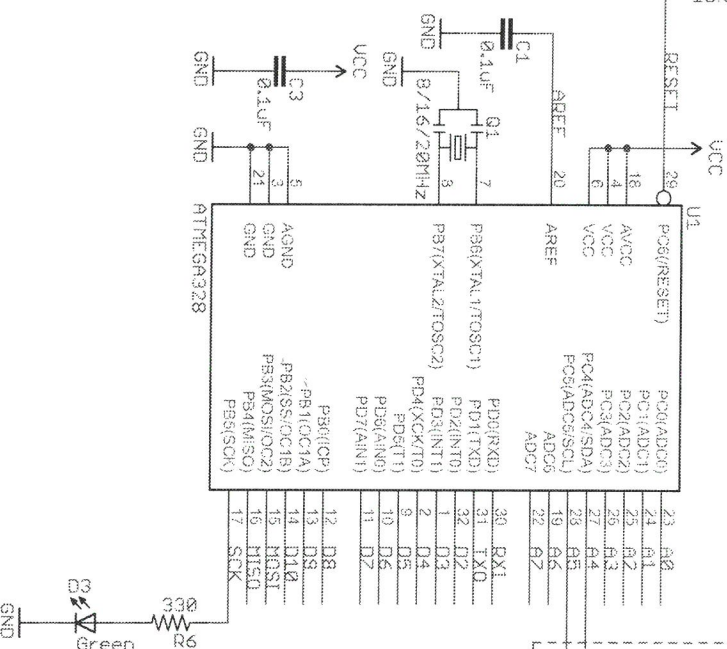 RESET
VCC
GND
C1
0.1uF
AREF
VCC
GND
C3
0.1uF
GND
8/16/20MHz
Q1
GND
21
3
5
8
7
20
6
4
18
29
U1
ATMEGA328
GND
GND
AGND
PB7(XTAL2/TOSC2)
PB6(XTAL1/TOSC1)
AREF
VCC
VCC
AVCC
PC6(/RESET)
PB5(SCK)
PB4(MISO)
PB3(MOSI/OC2)
PB2(SS/OC1B)
PB1(OC1A)
PB0(ICP)
PD7(AIN1)
PD6(AIN0)
PD5(T1)
PD4(XCK/T0)
PD3(INT1)
PD2(INT0)
PD1(TXD)
PD0(RXD)
ADC7
ADC6
PC5(ADC5/SCL)
PC4(ADC4/SDA)
PC3(ADC3)
PC2(ADC2)
PC1(ADC1)
PC0(ADC0)
17 SCK
16 MISO
15 MOSI
14 D10
13 D9
12 D8
11 D7
10 D6
9 D5
2 D4
1 D3
32 D2
31 TXO
30 RXI
22 A7
19 A6
28 A5
27 A4
26 A3
25 A2
24 A1
23 A0
GND
D3
Green
330
R6